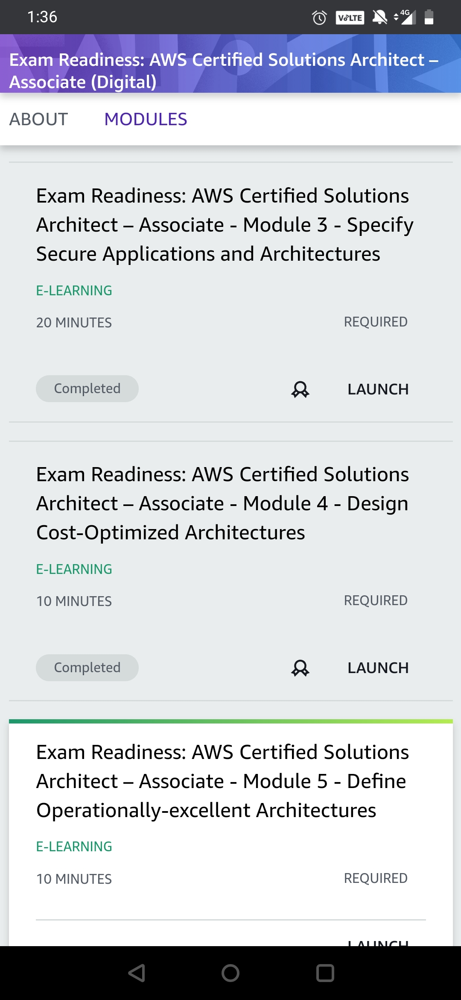 1:36
VoLTE
4G
Exam Readiness: AWS Certified Solutions Architect –
Associate (Digital)
ABOUT MODULES
Exam Readiness: AWS Certified Solutions
Architect – Associate - Module 3 - Specify
Secure Applications and Architectures
E-LEARNING
20 MINUTES REQUIRED
Completed LAUNCH
Exam Readiness: AWS Certified Solutions
Architect – Associate - Module 4 - Design
Cost-Optimized Architectures
E-LEARNING
10 MINUTES REQUIRED
Completed LAUNCH
Exam Readiness: AWS Certified Solutions
Architect – Associate - Module 5 - Define
Operationally-excellent Architectures
E-LEARNING
10 MINUTES REQUIRED
LAUNCH